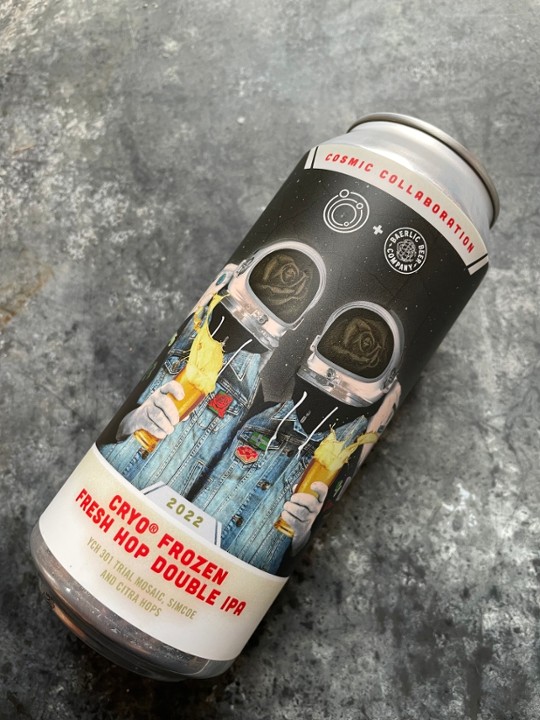 COSMIC COLLABORATION
+
BAERLIC BEER
COMPANY
2022
CRYO® FROZEN
FRESH HOP DOUBLE IPA
YCH 301 TRIAL MOSAIC, SIMCOE
AND CITRA HOPS